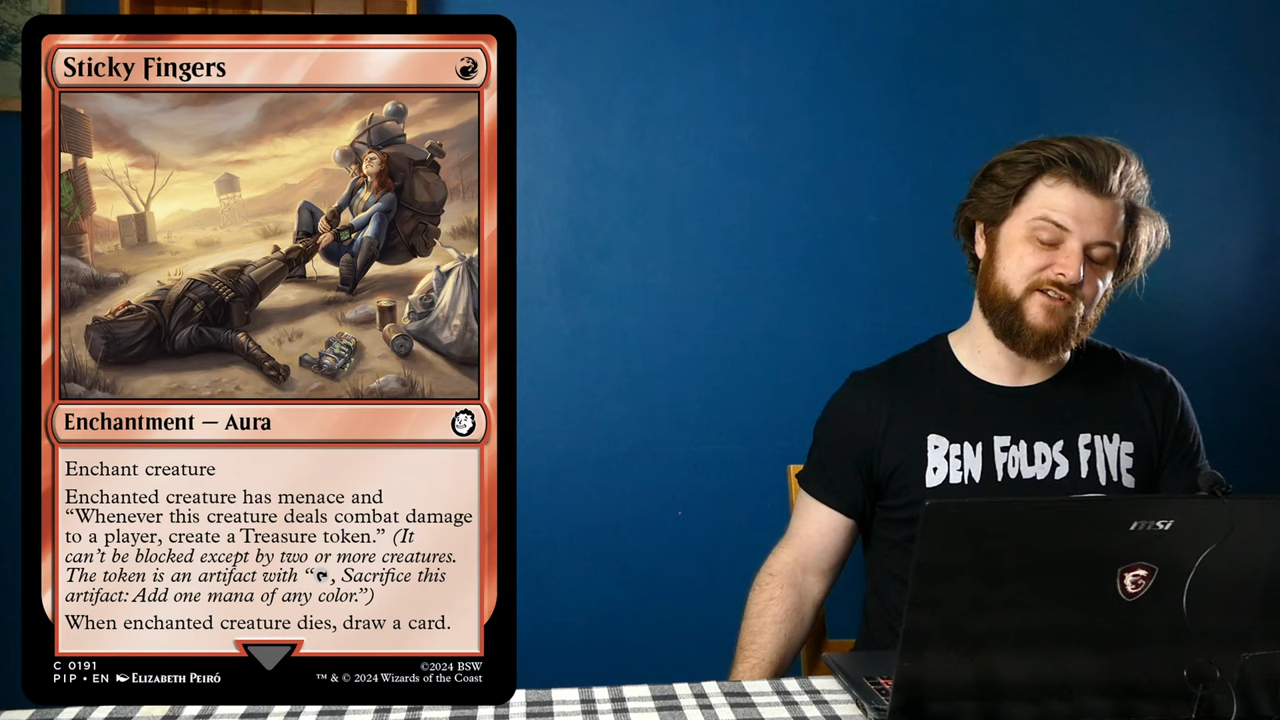 Sticky Fingers
Enchantment — Aura
Enchant creature
Enchanted creature has menace and
“Whenever this creature deals combat damage
to a player, create a Treasure token.” (It
can’t be blocked except by two or more creatures.
The token is an artifact with “, Sacrifice this
artifact: Add one mana of any color.”)
When enchanted creature dies, draw a card.
C 0191
PIP • EN Elizabeth Peiró
©2024 BSW
™ & © 2024 Wizards of the Coast
BEN FOLDS FIVE
msi